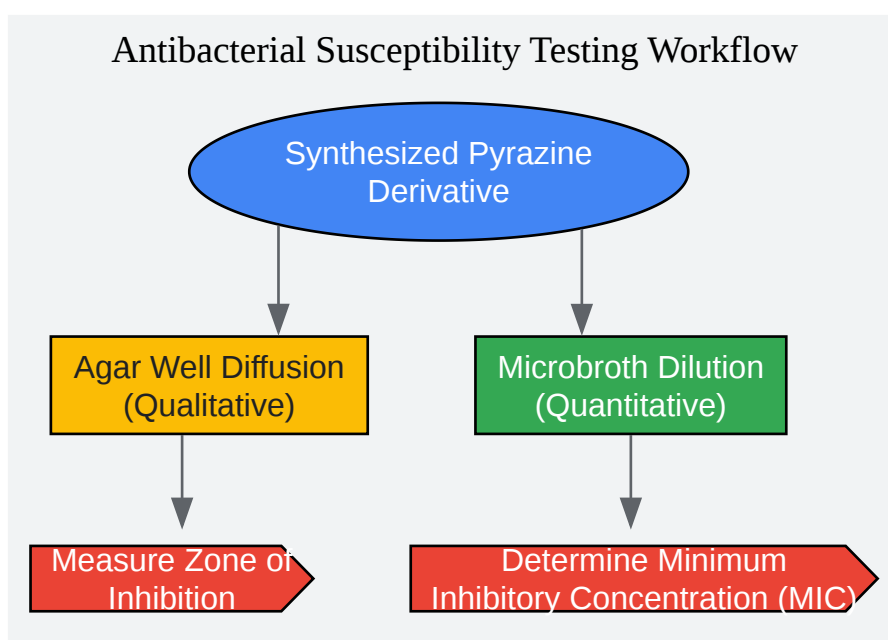 Antibacterial Susceptibility Testing Workflow
Synthesized Pyrazine
Derivative
Agar Well Diffusion
(Qualitative)
Microbroth Dilution
(Quantitative)
Measure Zone of
Inhibition
Determine Minimum
Inhibitory Concentration (MIC)